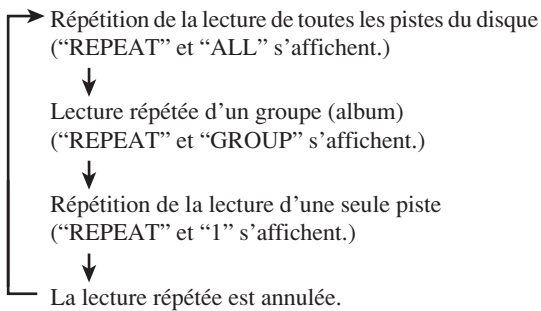 Répétition de la lecture de toutes les pistes du disque
(“REPEAT” et “ALL” s’affichent.)
Lecture répétée d’un groupe (album)
(“REPEAT” et “GROUP” s’affichent.)
Répétition de la lecture d’une seule piste
(“REPEAT” et “1” s’affichent.)
La lecture répétée est annulée.